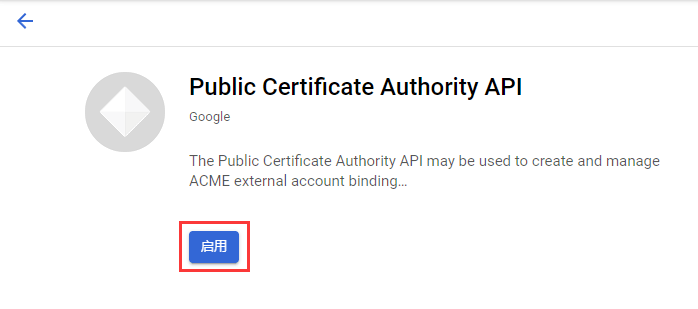 Public Certificate Authority API
Google
The Public Certificate Authority API may be used to create and manage
ACME external account binding…
启用